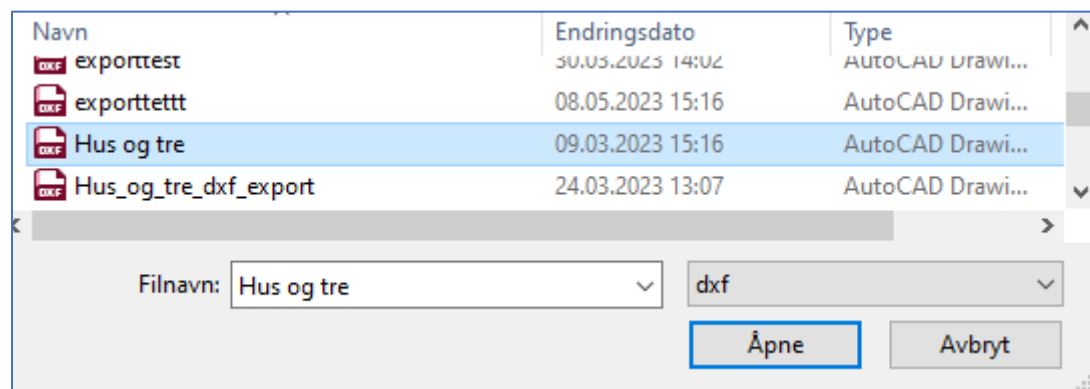 Navn Endringsdato Type
DXF exporttest 30.03.2023 14:02 AutoCAD Drawi...
DXF exporttettt 08.05.2023 15:16 AutoCAD Drawi...
DXF Hus og tre 09.03.2023 15:16 AutoCAD Drawi...
DXF Hus_og_tre_dxf_export 24.03.2023 13:07 AutoCAD Drawi...
Filnavn: Hus og tre dxf
Åpne Avbryt